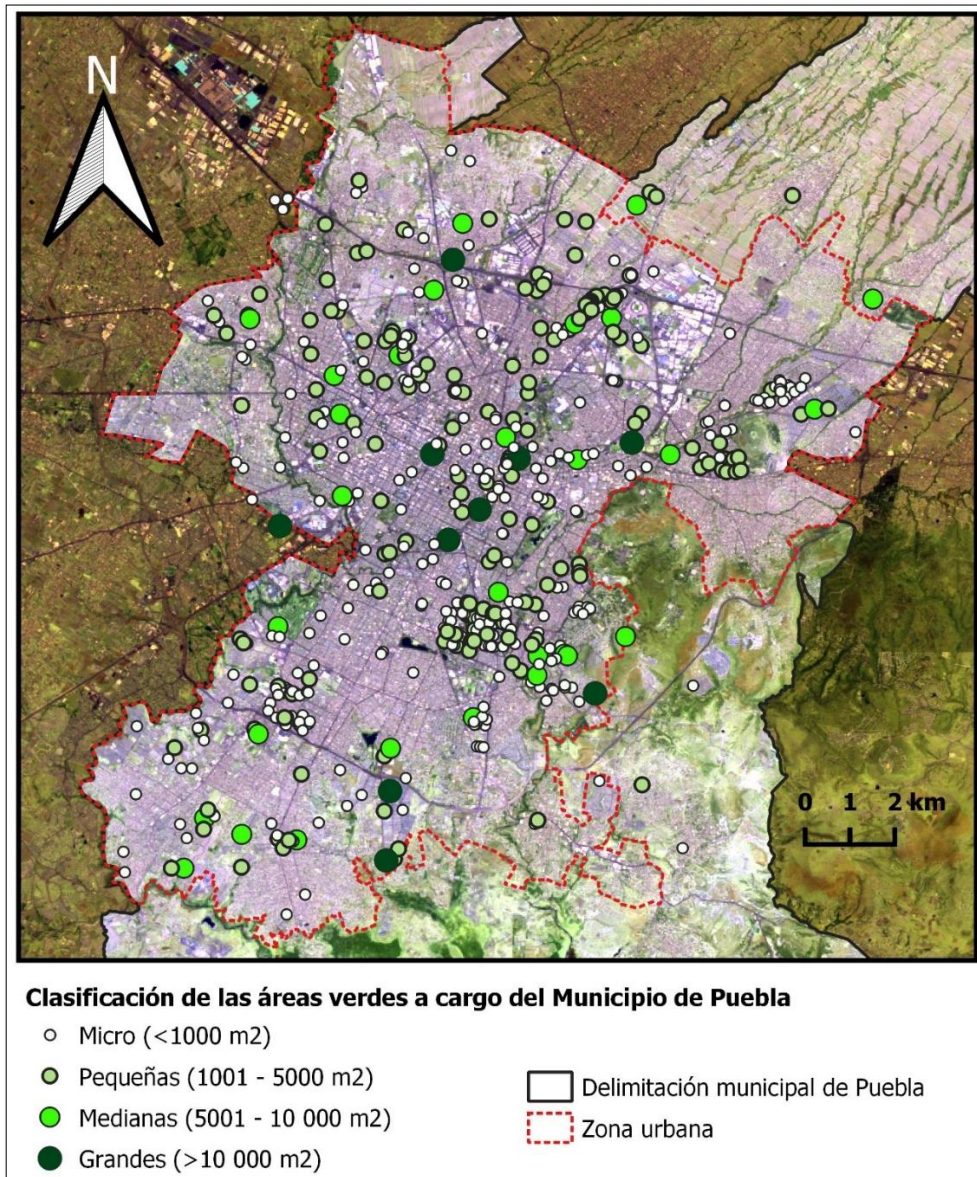 N
0 1 2 km
Clasificación de las áreas verdes a cargo del Municipio de Puebla
Micro (<1000 m2)
Pequeñas (1001 - 5000 m2)
Medianas (5001 - 10 000 m2)
Grandes (>10 000 m2)
Delimitación municipal de Puebla
Zona urbana